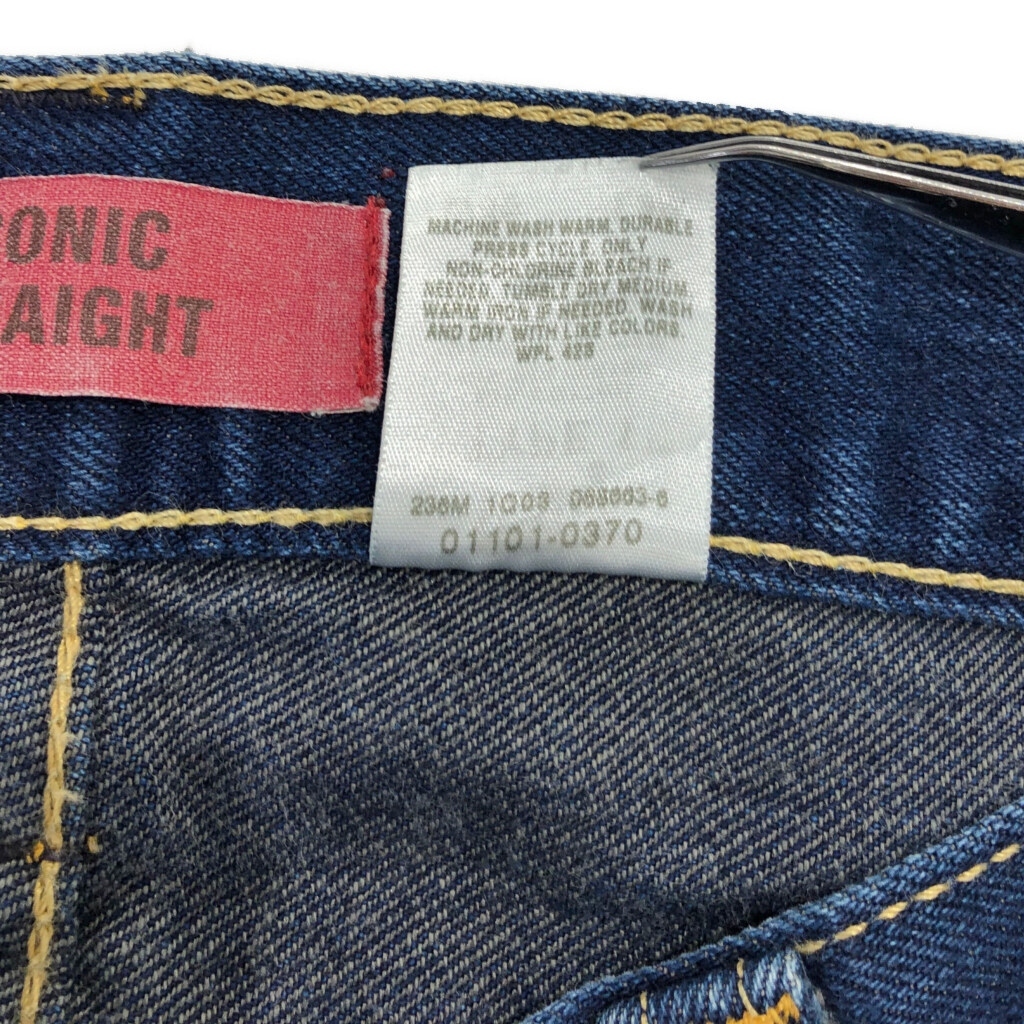 ONIC
AIGHT
MACHINE WASH WARM, DURABLE
PRESS CYCLE, ONLY
NON-CHLORINE BLEACH IF
NEEDED, TUMBLE DRY MEDIUM,
WARM IRON IF NEEDED, WASH
AND DRY WITH LIKE COLORS
WPL 423
1Q03
01101-0370